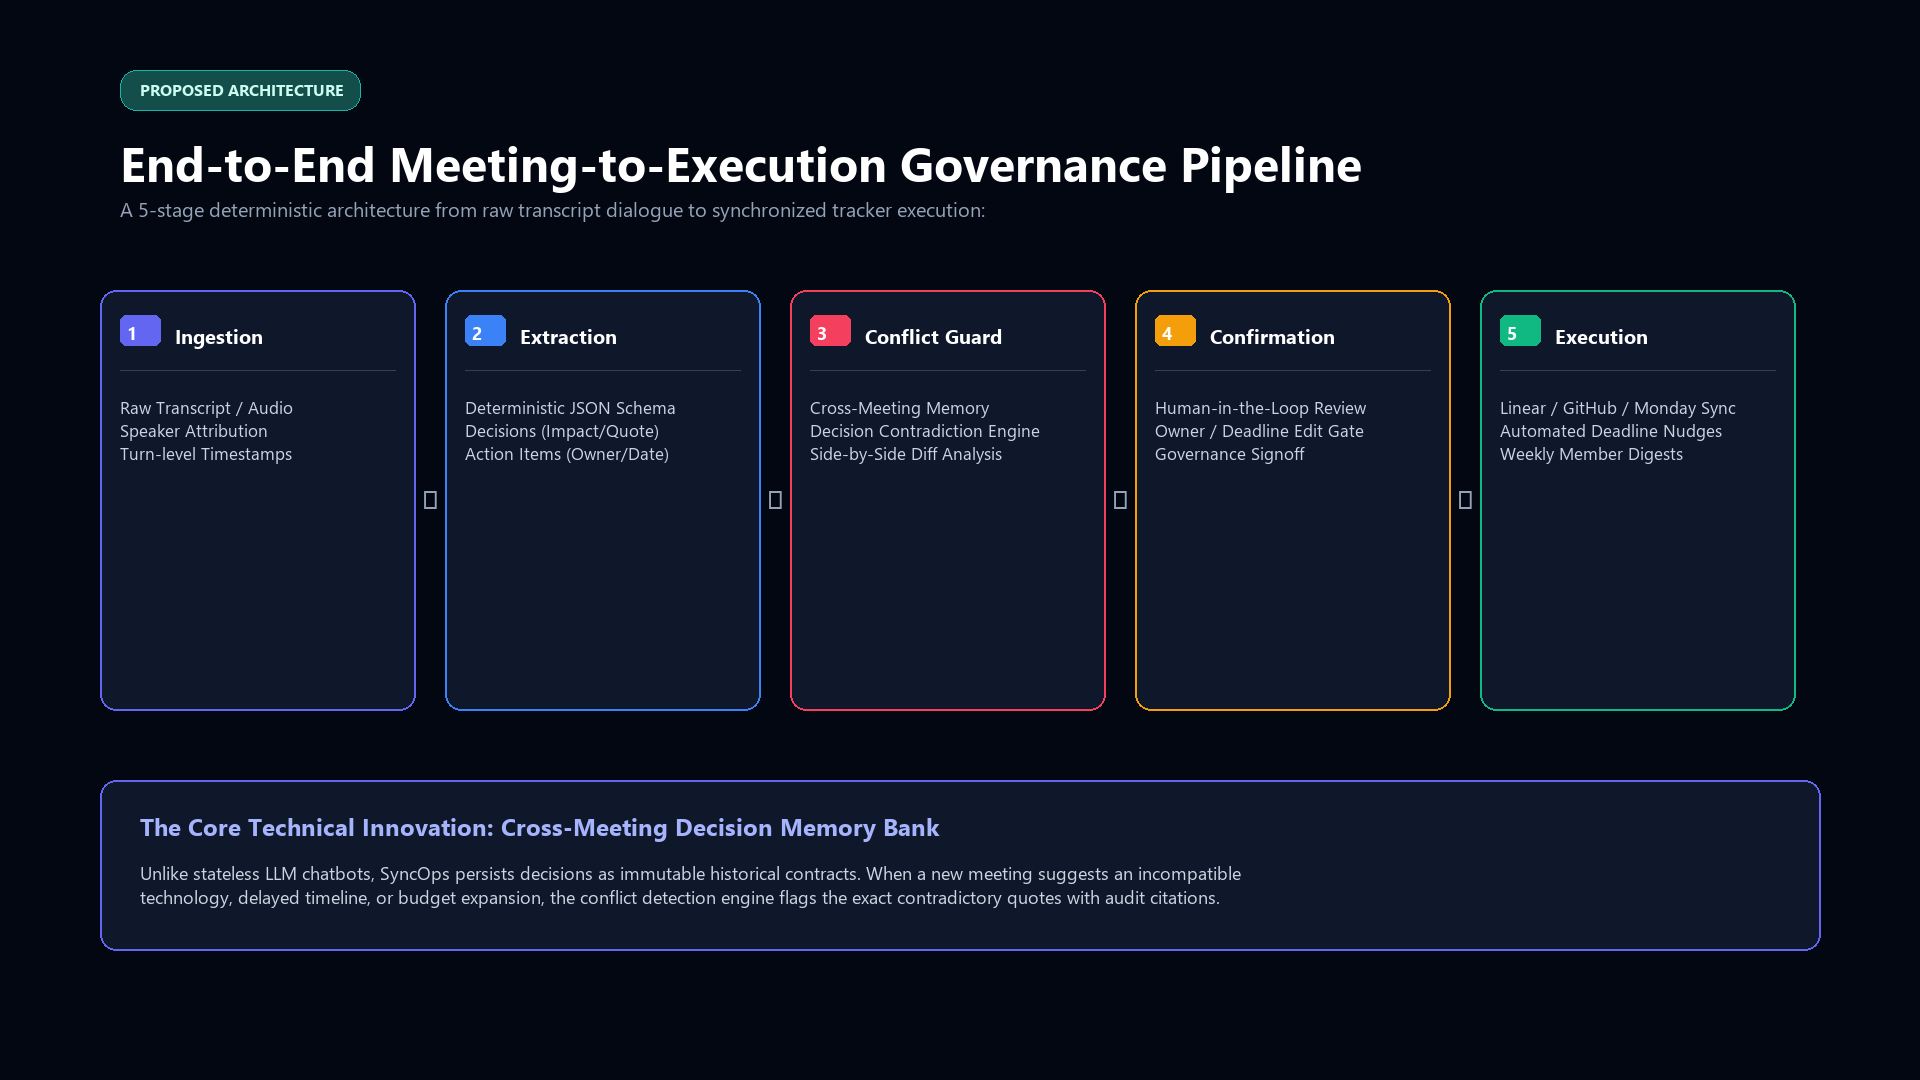 PROPOSED ARCHITECTURE
End-to-End Meeting-to-Execution Governance Pipeline
A 5-stage deterministic architecture from raw transcript dialogue to synchronized tracker execution:
1 Ingestion
Raw Transcript / Audio
Speaker Attribution
Turn-level Timestamps
2 Extraction
Deterministic JSON Schema
Decisions (Impact/Quote)
Action Items (Owner/Date)
3 Conflict Guard
Cross-Meeting Memory
Decision Contradiction Engine
Side-by-Side Diff Analysis
4 Confirmation
Human-in-the-Loop Review
Owner / Deadline Edit Gate
Governance Signoff
5 Execution
Linear / GitHub / Monday Sync
Automated Deadline Nudges
Weekly Member Digests
The Core Technical Innovation: Cross-Meeting Decision Memory Bank
Unlike stateless LLM chatbots, SyncOps persists decisions as immutable historical contracts. When a new meeting suggests an incompatible
technology, delayed timeline, or budget expansion, the conflict detection engine flags the exact contradictory quotes with audit citations.